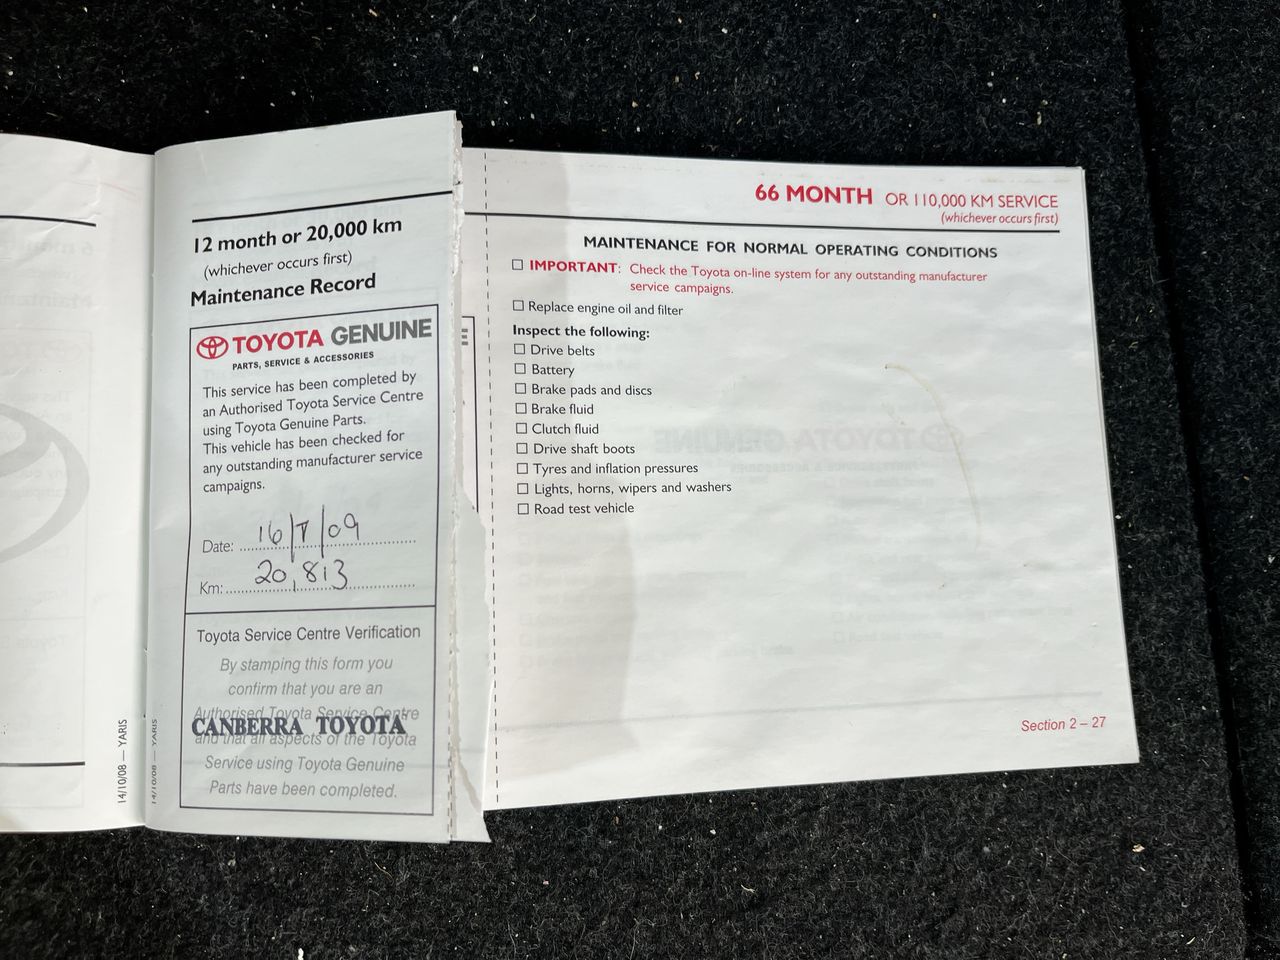 12 month or 20,000 km
(whichever occurs first)
Maintenance Record
TOYOTA GENUINE
PARTS, SERVICE & ACCESSORIES
This service has been completed by
an Authorised Toyota Service Centre
using Toyota Genuine Parts.
This vehicle has been checked for
any outstanding manufacturer service
campaigns.
Date: 16/7/09
Km: 20,813
Toyota Service Centre Verification
By stamping this form you
confirm that you are an
Authorised Toyota Service Centre
CANBERRA TOYOTA
and that all aspects of the Toyota
Service using Toyota Genuine
Parts have been completed.
14/10/08 — YARIS
14/10/08 — YARIS
66 MONTH OR 110,000 KM SERVICE
(whichever occurs first)
MAINTENANCE FOR NORMAL OPERATING CONDITIONS
IMPORTANT: Check the Toyota on-line system for any outstanding manufacturer
service campaigns.
Replace engine oil and filter
Inspect the following:
Drive belts
Battery
Brake pads and discs
Brake fluid
Clutch fluid
Drive shaft boots
Tyres and inflation pressures
Lights, horns, wipers and washers
Road test vehicle
Section 2 – 27